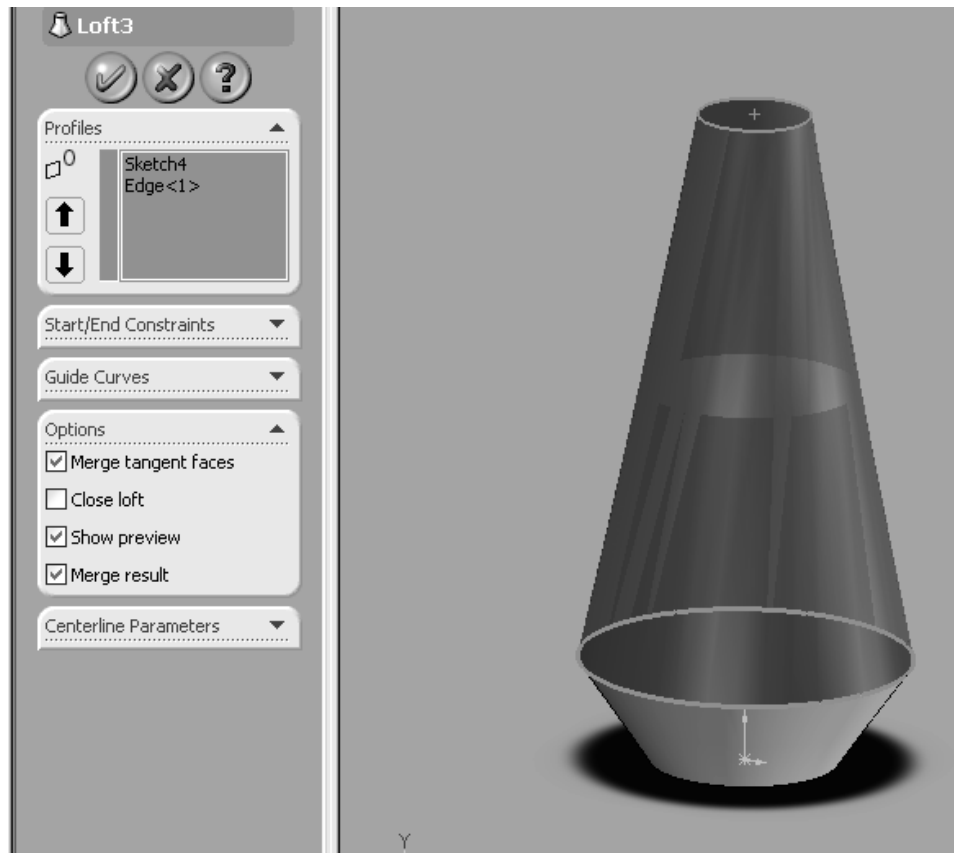 Loft3
?
Profiles
Sketch4
Edge<1>
Start/End Constraints
Guide Curves
Options
Merge tangent faces
Close loft
Show preview
Merge result
Centerline Parameters
Y